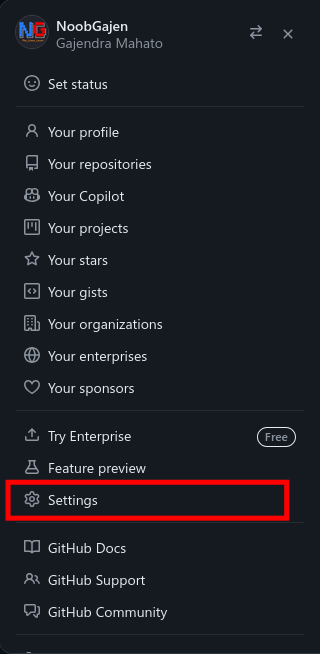 NG
NoobGajen
Gajendra Mahato
Set status
Your profile
Your repositories
Your Copilot
Your projects
Your stars
Your gists
Your organizations
Your enterprises
Your sponsors
Try Enterprise Free
Feature preview
Settings
GitHub Docs
GitHub Support
GitHub Community